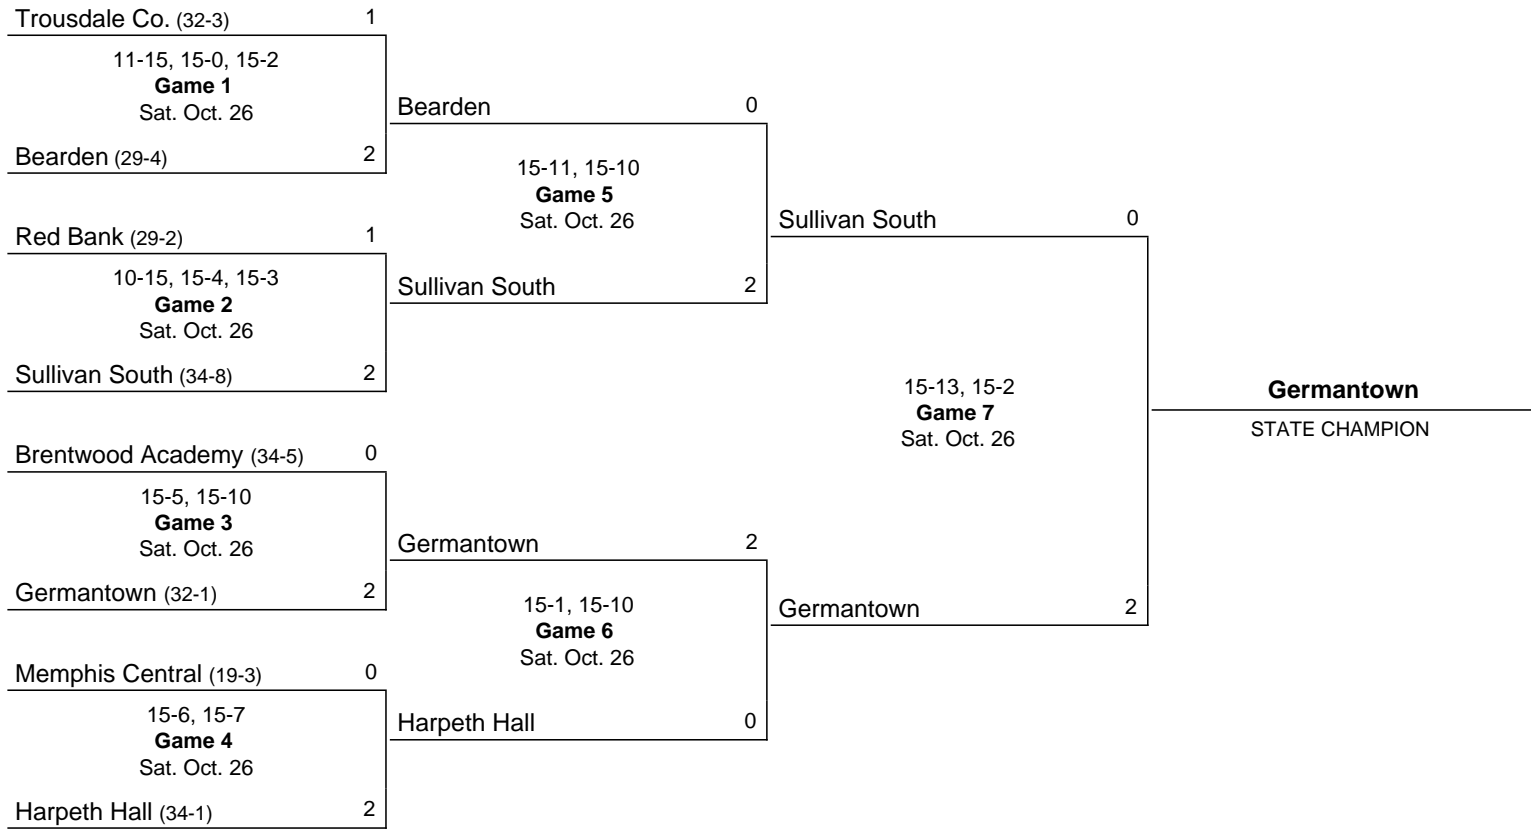 Trousdale Co. (32-3) 1
11-15, 15-0, 15-2
Game 1
Sat. Oct. 26
Bearden (29-4) 2
Red Bank (29-2) 1
10-15, 15-4, 15-3
Game 2
Sat. Oct. 26
Sullivan South (34-8) 2
Brentwood Academy (34-5) 0
15-5, 15-10
Game 3
Sat. Oct. 26
Germantown (32-1) 2
Memphis Central (19-3) 0
15-6, 15-7
Game 4
Sat. Oct. 26
Harpeth Hall (34-1) 2
Bearden 0
15-11, 15-10
Game 5
Sat. Oct. 26
Sullivan South 2
Germantown 2
15-1, 15-10
Game 6
Sat. Oct. 26
Harpeth Hall 0
Sullivan South 0
15-13, 15-2
Game 7
Sat. Oct. 26
Germantown 2
Germantown
STATE CHAMPION